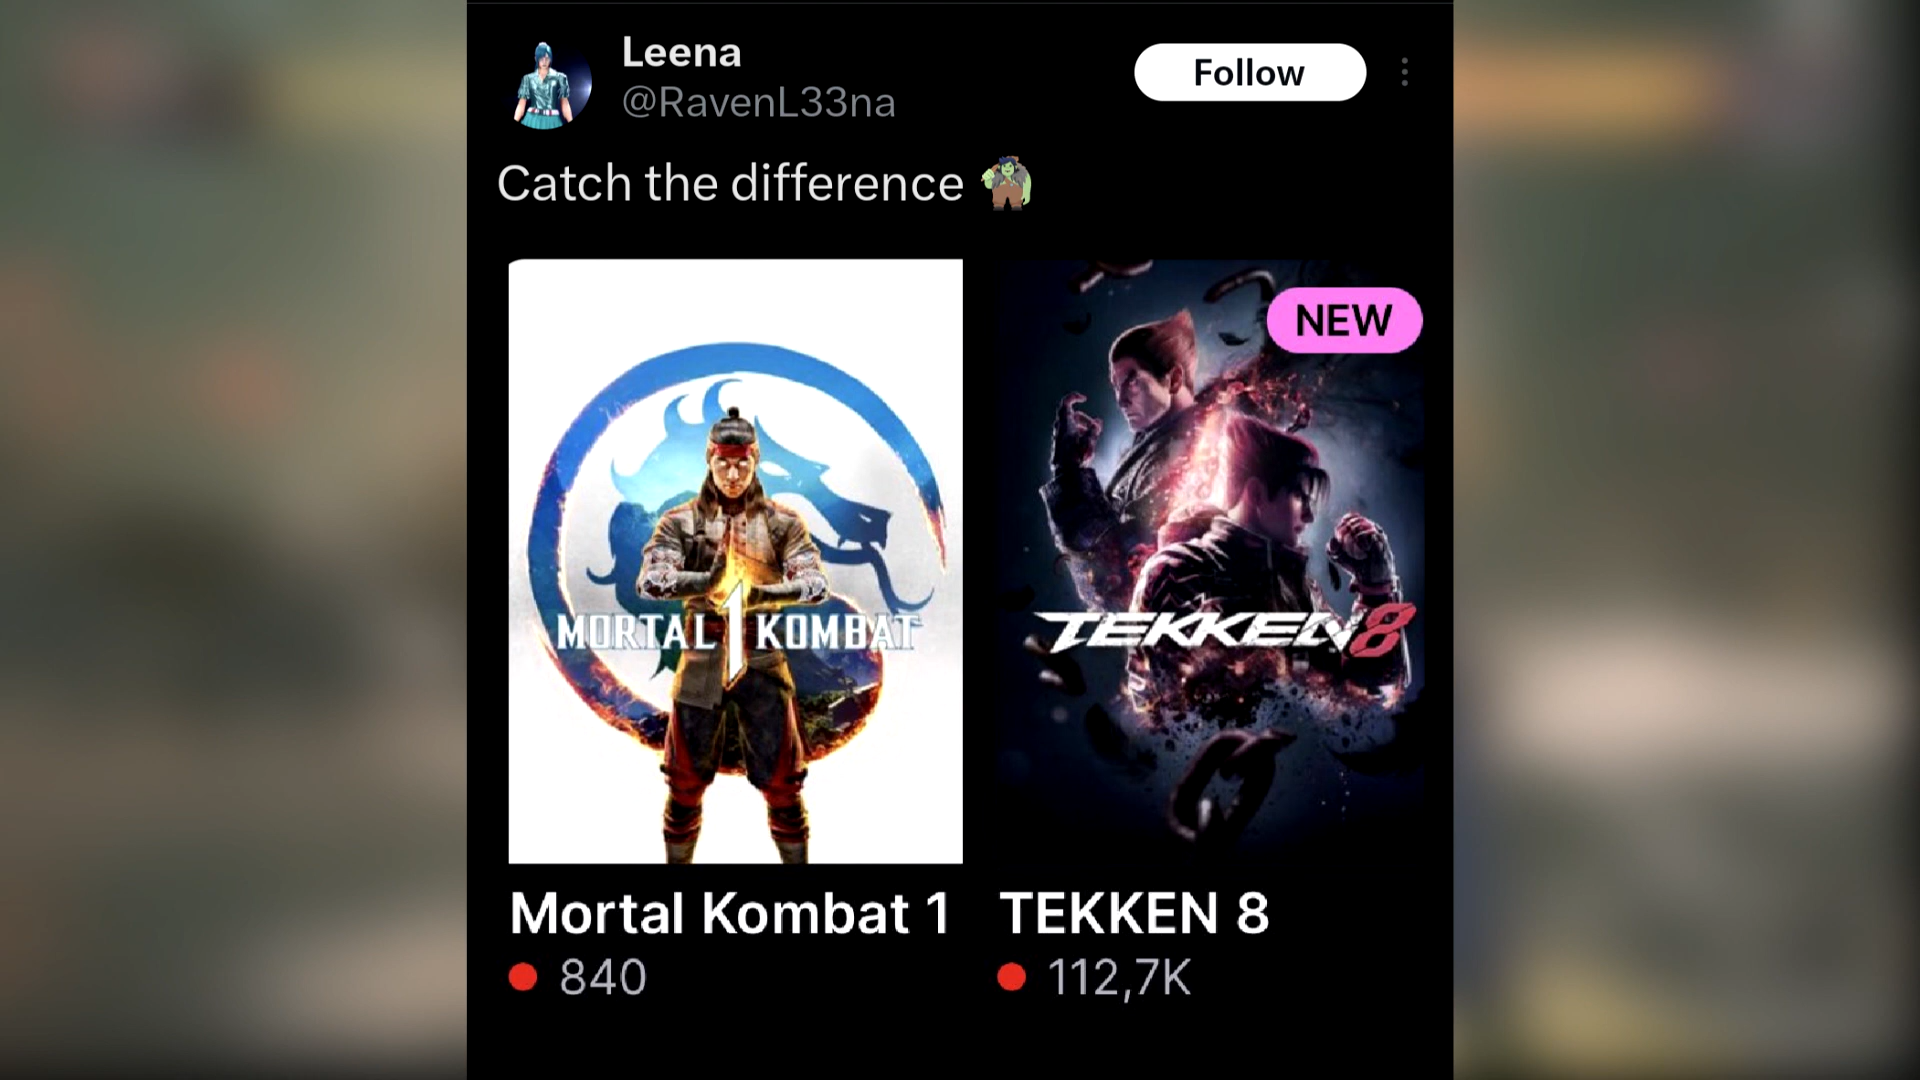 Leena
@RavenL33na
Follow
Catch the difference
NEW
MORTAL 1 KOMBAT
TEKKEN 8
Mortal Kombat 1
TEKKEN 8
840
112,7K